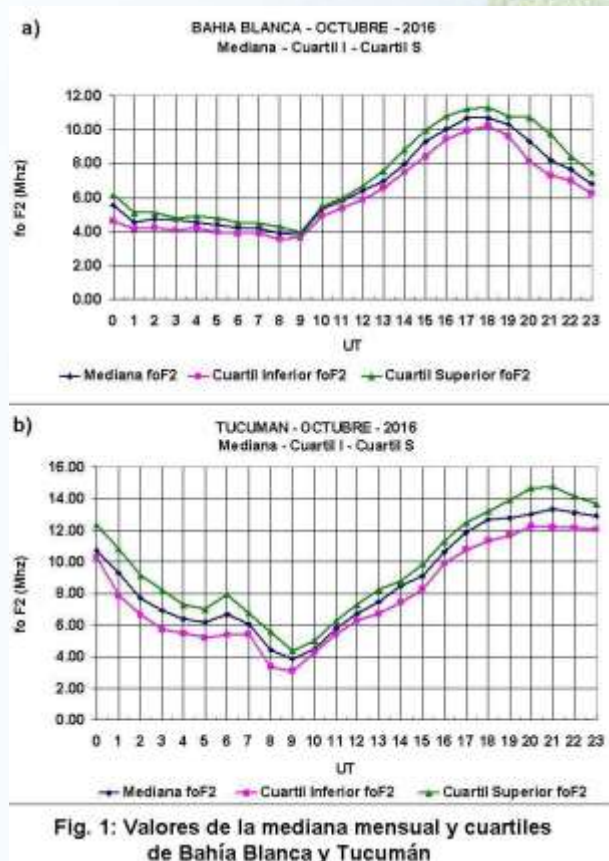 a)
BAHIA BLANCA - OCTUBRE - 2016
Mediana - Cuartil I - Cuartil S
12.00
10.00
8.00
6.00
4.00
2.00
0.00
fo F2 (Mhz)
0 1 2 3 4 5 6 7 8 9 10 11 12 13 14 15 16 17 18 19 20 21 22 23
UT
Mediana foF2 Cuartil Inferior foF2 Cuartil Superior foF2
b)
TUCUMAN - OCTUBRE - 2016
Mediana - Cuartil I - Cuartil S
16.00
14.00
12.00
10.00
8.00
6.00
4.00
2.00
0.00
fo F2 (Mhz)
0 1 2 3 4 5 6 7 8 9 10 11 12 13 14 15 16 17 18 19 20 21 22 23
UT
Mediana foF2 Cuartil Inferior foF2 Cuartil Superior foF2
Fig. 1: Valores de la mediana mensual y cuartiles
de Bahía Blanca y Tucumán